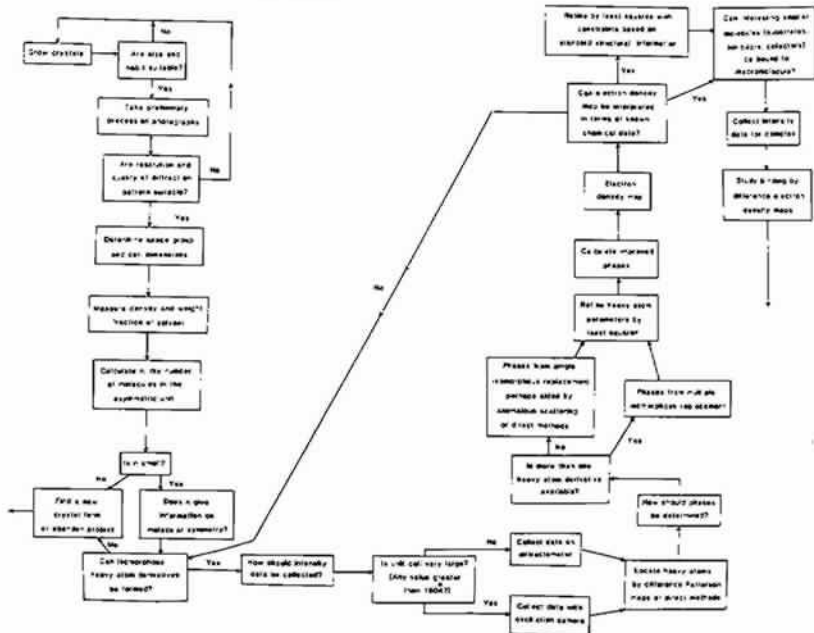 No
Grow crystals
Are size and
habit suitable?
Yes
Take preliminary
precession photographs
Are resolution and
quality of diffraction
pattern suitable?
No
Yes
Determine space group
and cell dimensions
Measure density and weight
fraction of solvent
Calculate n, the number
of molecules in the
asymmetric unit
Is n small?
No
Yes
Find a new
crystal form
or abandon project
Does n give
information on
molecular symmetry?
No
Can isomorphous
heavy atom derivatives
be formed?
Yes
How should intensity
data be collected?
Is unit cell very large?
(Any value greater
than
No
Yes
Collect data on
diffractometer
Collect data with
oscillation camera
Locate heavy atoms
by difference Patterson
maps or direct methods
How should phases
be determined?
Is more than one
heavy atom derivative
available?
No
Yes
Phases from single
isomorphous replacement
perhaps aided by
anomalous scattering
or direct methods
Phases from multiple
isomorphous replacement
Refine heavy atom
parameters by
least squares
Calculate improved
phases
Electron
density map
Can electron density
map be interpreted
in terms of known
chemical data?
No
Yes
Yes
Refine by least squares with
constraints based on
standard structural information
Can interesting smaller
molecules (substrates,
cofactors)
be bound to
macromolecule?
Collect intensity
data for complex
Study binding by
difference electron
density maps